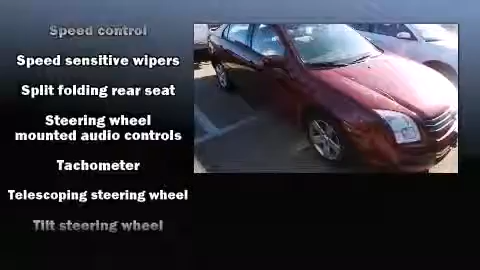 Speed control
Speed sensitive wipers
Split folding rear seat
Steering wheel
mounted audio controls
Tachometer
Telescoping steering wheel
Tilt steering wheel